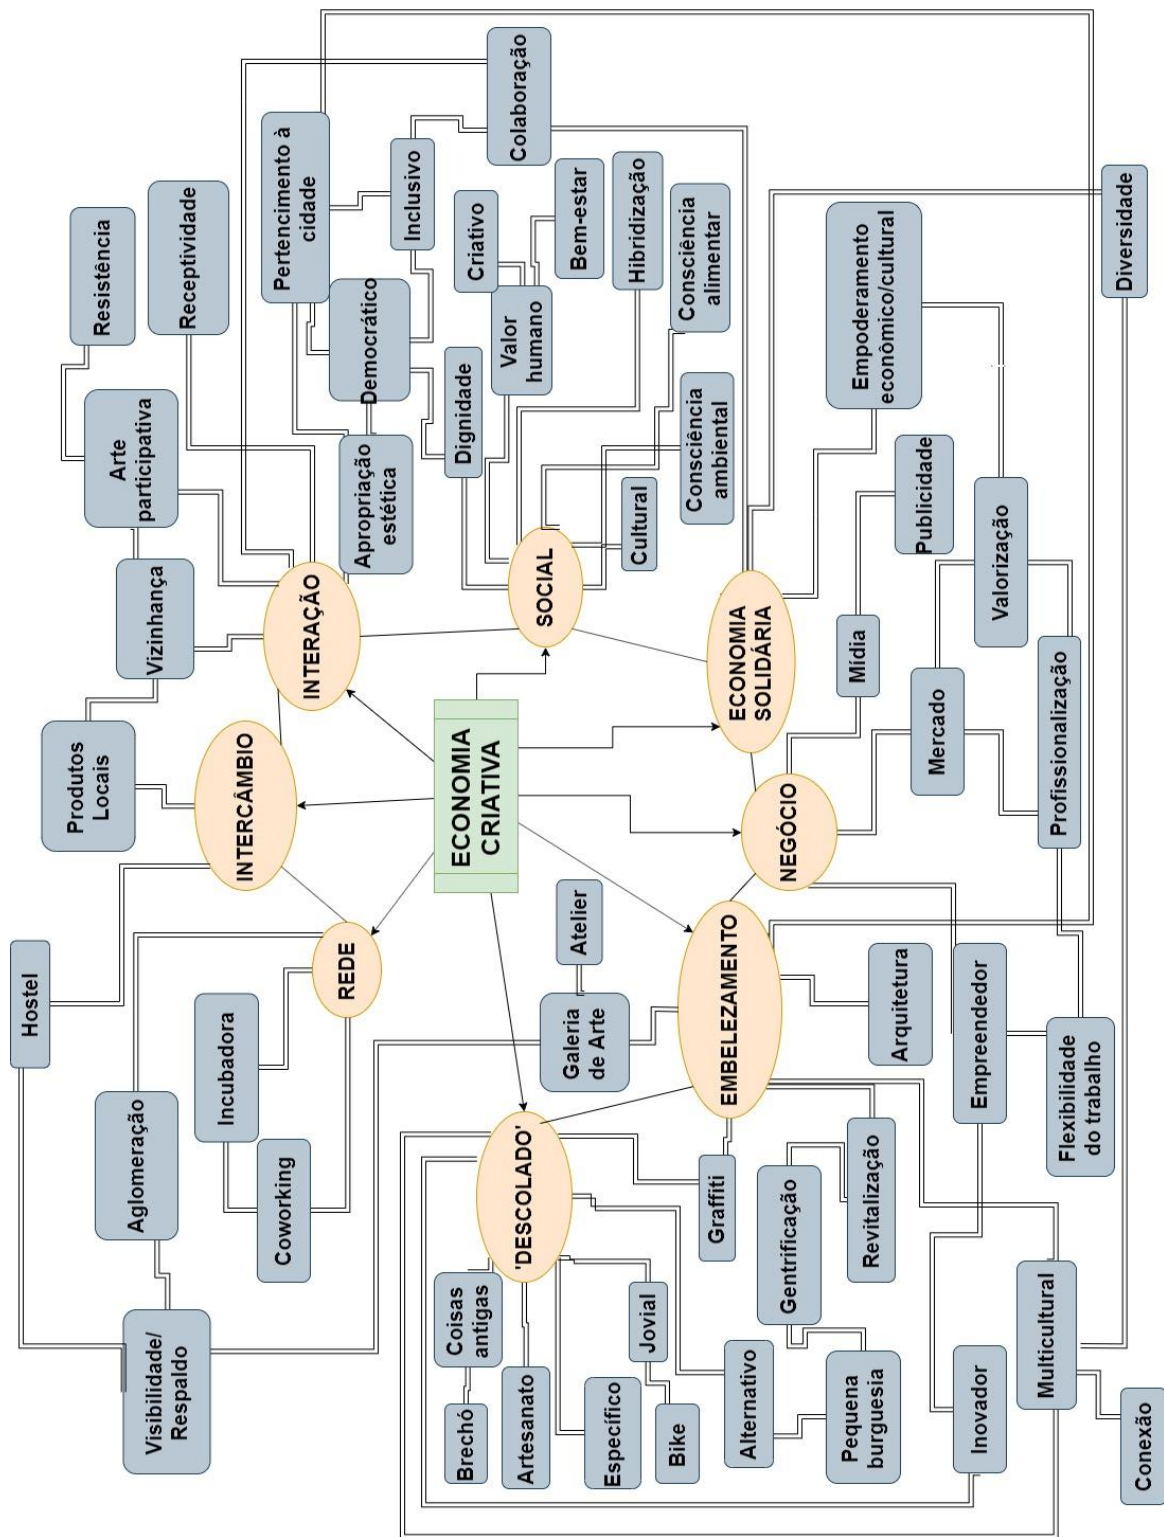 Hostel
Visibilidade/
Respaldo
Aglomeração
Incubadora
Coworking
REDE
Produtos
Locais
INTERCÂMBIO
Vizinhança
Arte
participativa
Resistência
Receptividade
INTERAÇÃO
Pertencimento à
cidade
Democrático
Apropriação
estética
Inclusivo
Colaboração
Dignidade
Criativo
Valor
humano
Bem-estar
Hibridização
Consciência
alimentar
Consciência
ambiental
Cultural
SOCIAL
ECONOMIA
CRIATIVA
ECONOMIA
SOLIDÁRIA
Empoderamento
econômico/cultural
Diversidade
NEGÓCIO
Mídia
Publicidade
Mercado
Valorização
Profissionalização
Empreendedor
Flexibilidade
do trabalho
EMBELEZAMENTO
Atelier
Galeria
de Arte
Arquitetura
Graffiti
Revitalização
Gentrificação
Pequena
burguesia
Alternativo
'DESCOLADO'
Coisas
antigas
Brechó
Artesanato
Específico
Jovial
Bike
Inovador
Multicultural
Conexão